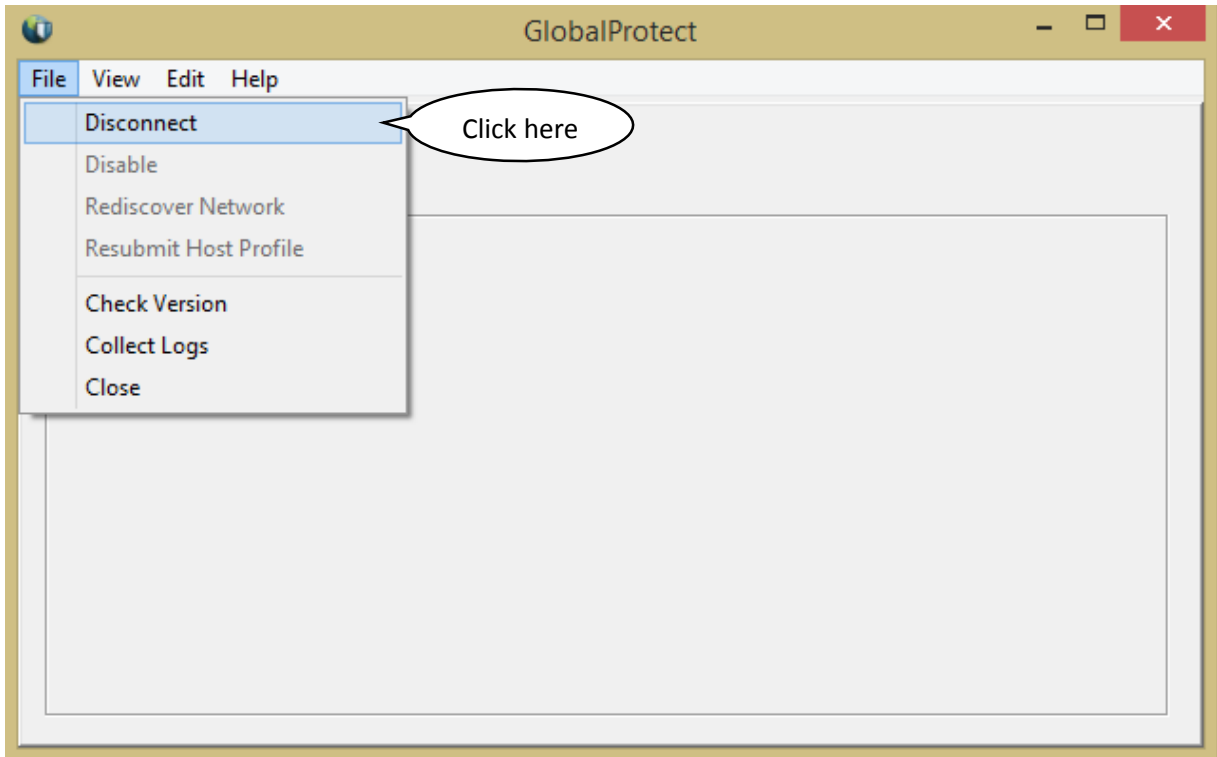 GlobalProtect
File View Edit Help
Disconnect
Click here
Disable
Rediscover Network
Resubmit Host Profile
Check Version
Collect Logs
Close